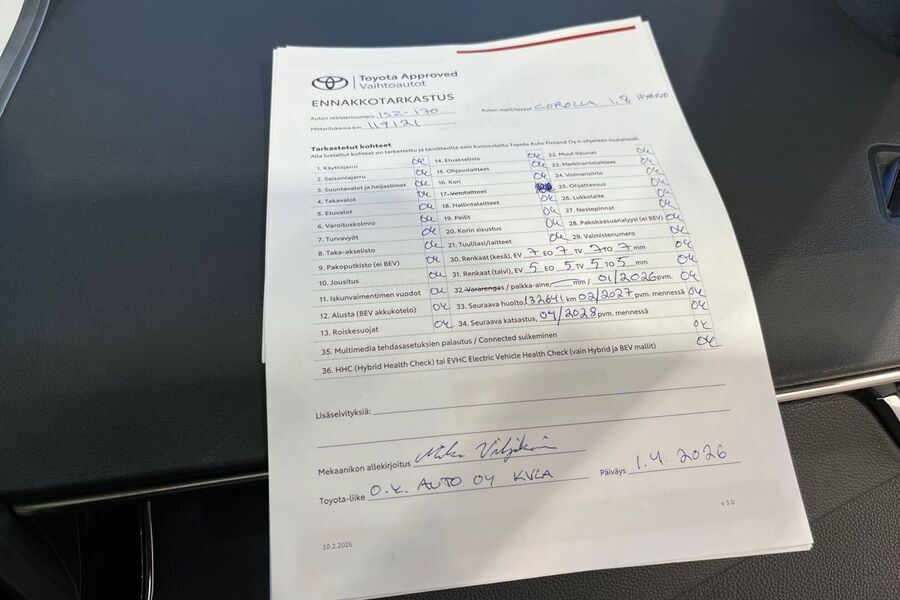 Toyota Approved
Vaihtoautot
ENNAKKOTARKASTUS
Auton rekisterinumero ISZ-170 Auton malli/tyyppi COROLLA 1.8 HYBRID
Mittarilukema km 119121
Tarkastetut kohteet
Alla luetellut kohteet on tarkastettu ja tarvittavilta osin kunnostettu Toyota Auto Finland Oy:n ohjeiden mukaisesti.
1. Käyttöjarru OK
2. Seisontajarru OK
3. Suuntavalot ja heijastimet OK
4. Takavalot OK
5. Etuvalot OK
6. Varoituskolmio OK
7. Turvavyöt OK
8. Taka-akselisto OK
9. Pakoputkisto (ei BEV) OK
10. Jousitus OK
11. Iskunvaimentimen vuodot OK
12. Alusta (BEV akkukotelo) OK
13. Roiskesuojat OK
14. Etuakselisto OK
15. Ohjauslaitteet OK
16. Kori OK
17. Vetolaitteet
18. Hallintalaitteet OK
19. Peilit OK
20. Korin sisustus OK
21. Tuulilasi/laitteet OK
22. Muut ikkunat OK
23. Merkinantolaitteet OK
24. Voimansiirto OK
25. Ohjattavuus OK
26. Lukkolaite OK
27. Nestepinnat OK
28. Pakokaasuanalyysi (ei BEV) OK
29. Valmistenumero OK
30. Renkaat (kesä), EV 7 EO 7 TV 7 TO 7 mm OK
31. Renkaat (talvi), EV 5 EO 5 TV 5 TO 5 mm OK
32. Vararengas / paikka-aine, mm/ 01/2026 pvm. OK
33. Seuraava huolto 132641 km 02/2027 pvm. mennessä OK
34. Seuraava katsastus, 04/2028 pvm. mennessä OK
35. Multimedia tehdasasetuksien palautus / Connected sulkeminen OK
36. HHC (Hybrid Health Check) tai EVHC Electric Vehicle Health Check (vain Hybrid ja BEV mallit) OK
Lisäselvityksiä:
Mekaanikon allekirjoitus
Toyota-liike O.K. AUTO OY KVLA Päiväys 1.4.2026
v 3.0
10.2.2026